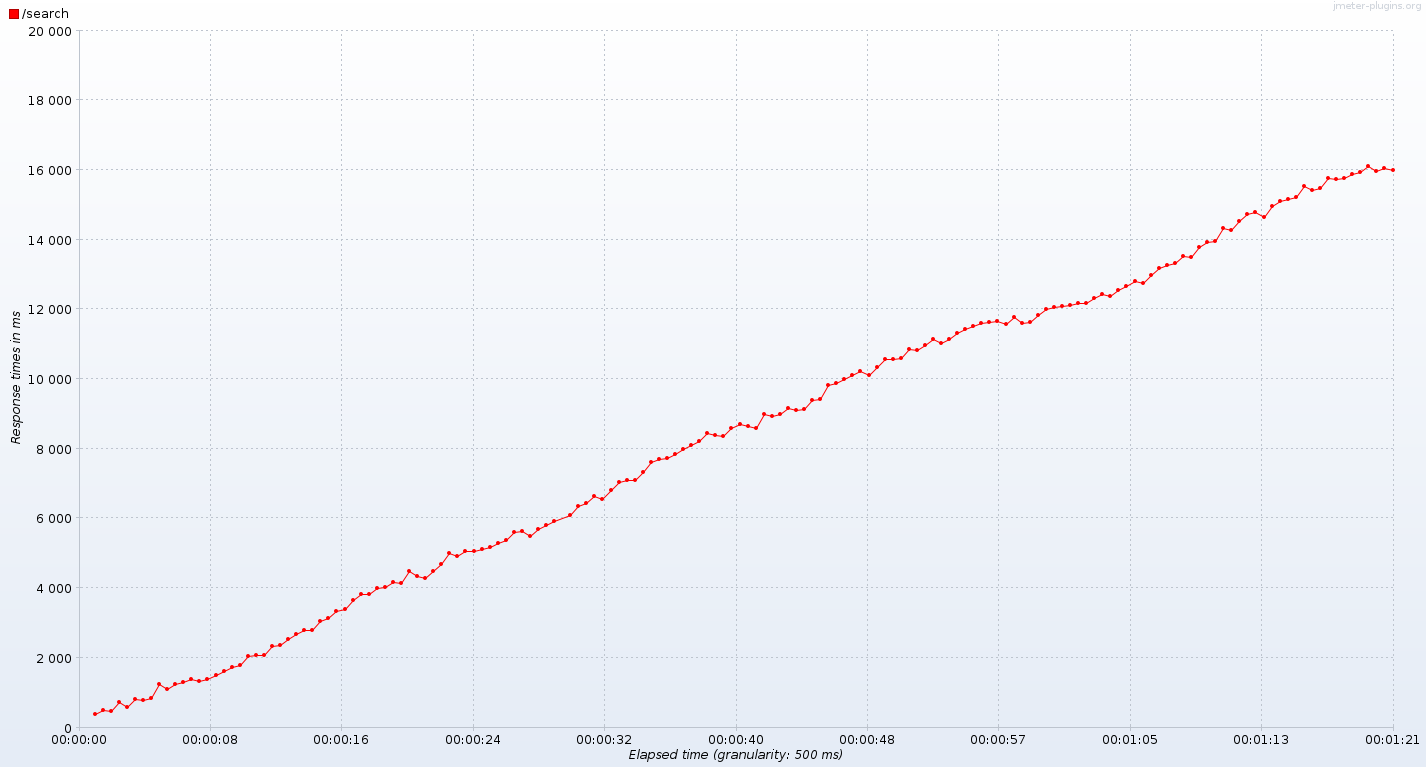 /search
jmeter-plugins.org
20 000
18 000
16 000
14 000
12 000
10 000
8 000
6 000
4 000
2 000
0
Response times in ms
00:00:00 00:00:08 00:00:16 00:00:24 00:00:32 00:00:40 00:00:48 00:00:57 00:01:05 00:01:13 00:01:21
Elapsed time (granularity: 500 ms)